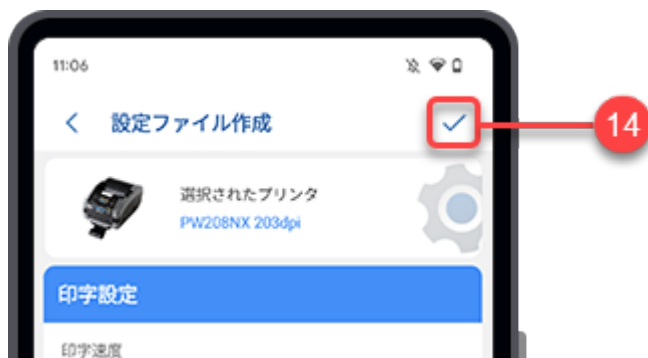 11:06
設定ファイル作成
14
選択されたプリンタ
PW208NX 203dpi
印字設定
印字速度